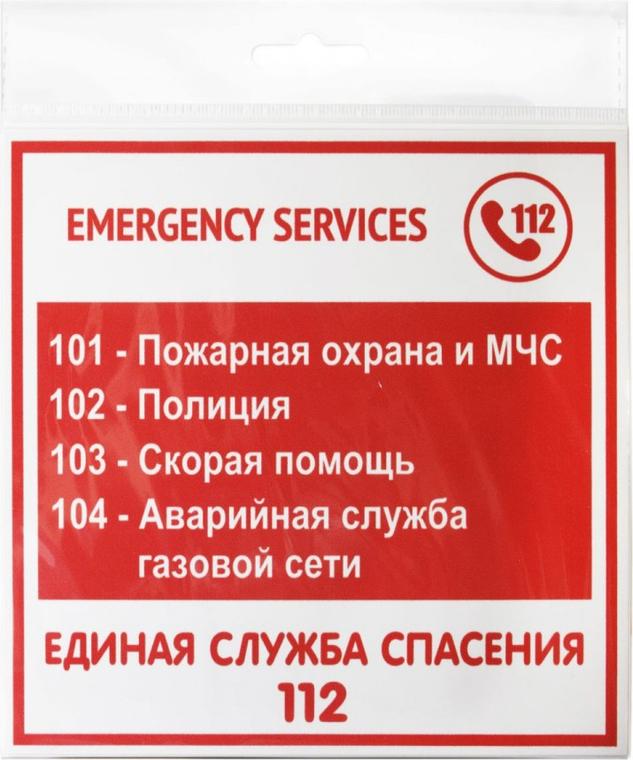 EMERGENCY SERVICES
112
101 - Пожарная охрана и МЧС
102 - Полиция
103 - Скорая помощь
104 - Аварийная служба
газовой сети
ЕДИНАЯ СЛУЖБА СПАСЕНИЯ
112